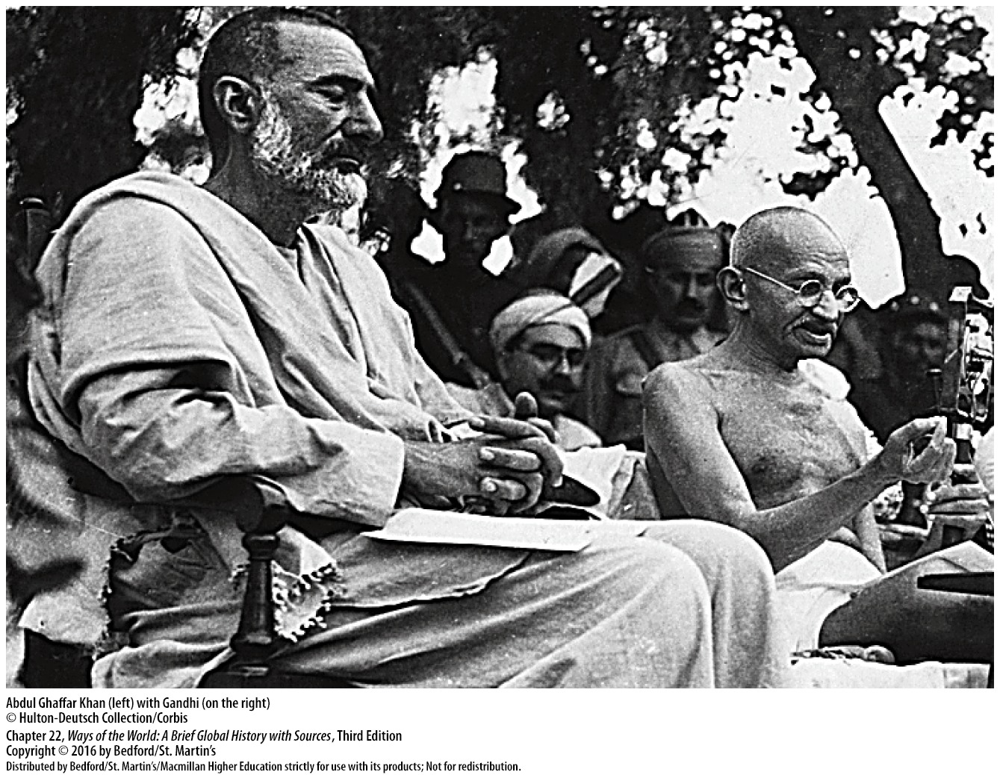 Abdul Ghaffar Khan (left) with Gandhi (on the right)
© Hulton-Deutsch Collection/Corbis
Chapter 22, Ways of the World: A Brief Global History with Sources, Third Edition
Copyright © 2016 by Bedford/St. Martin’s
Distributed by Bedford/St. Martin’s/Macmillan Higher Education strictly for use with its products; Not for redistribution.